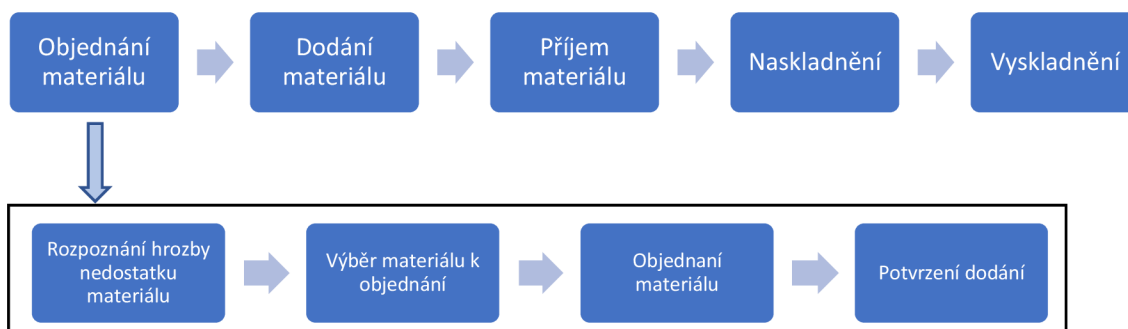 Objednání
materiálu
Dodání
materiálu
Příjem
materiálu
Naskladnění
Vyskladnění
Rozpoznání hrozby
nedostatku
materiálu
Výběr materiálu k
objednání
Objednaní
materiálu
Potvrzení dodání